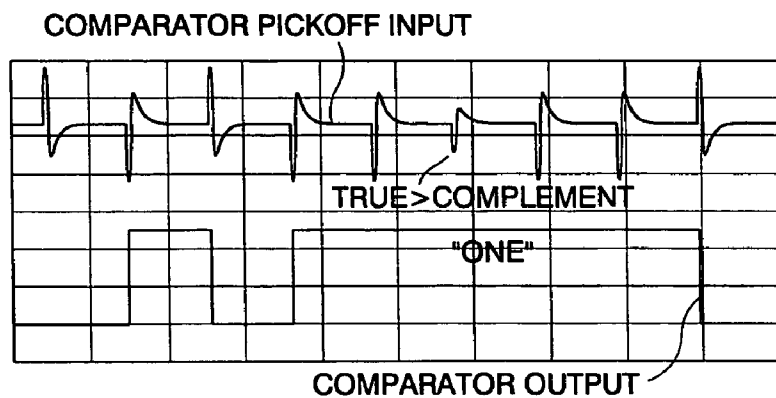 COMPARATOR PICKOFF INPUT
TRUE>COMPLEMENT
"ONE"
COMPARATOR OUTPUT